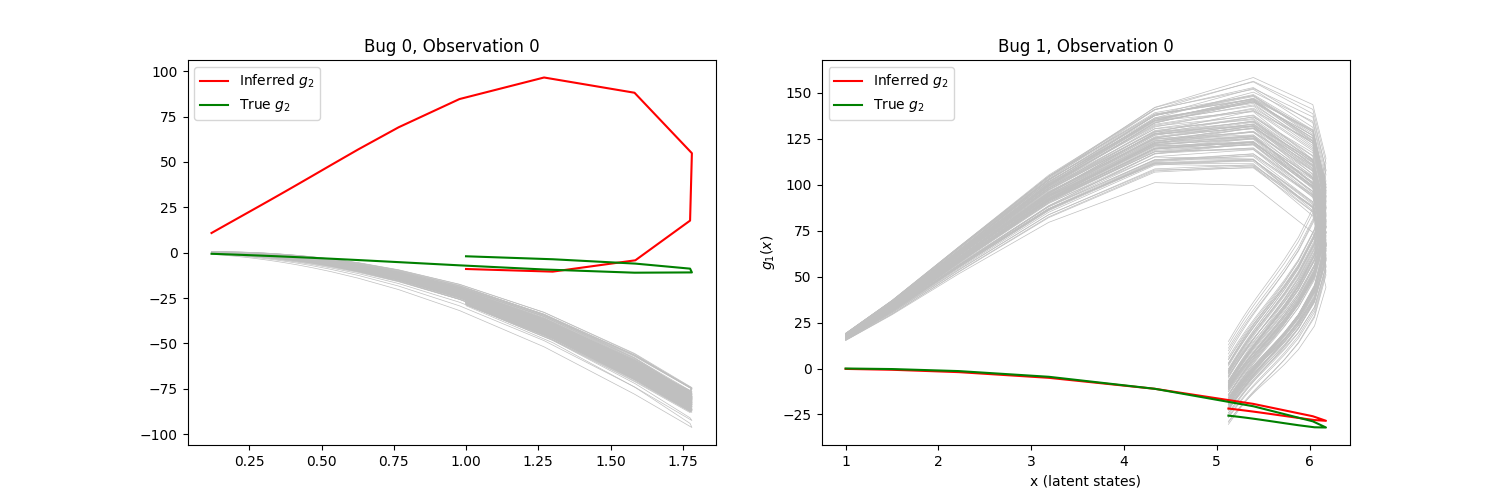 Bug 0, Observation 0
Inferred g₂
True g₂
100
75
50
25
0
−25
−50
−75
−100
0.25 0.50 0.75 1.00 1.25 1.50 1.75
Bug 1, Observation 0
Inferred g₂
True g₂
g₁(x)
150
125
100
75
50
25
0
−25
1 2 3 4 5 6
x (latent states)